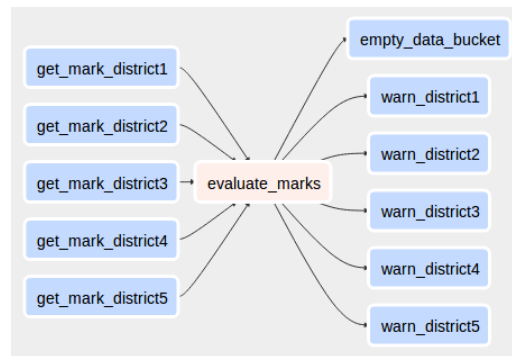 get_mark_district1
get_mark_district2
get_mark_district3
get_mark_district4
get_mark_district5
evaluate_marks
empty_data_bucket
warn_district1
warn_district2
warn_district3
warn_district4
warn_district5